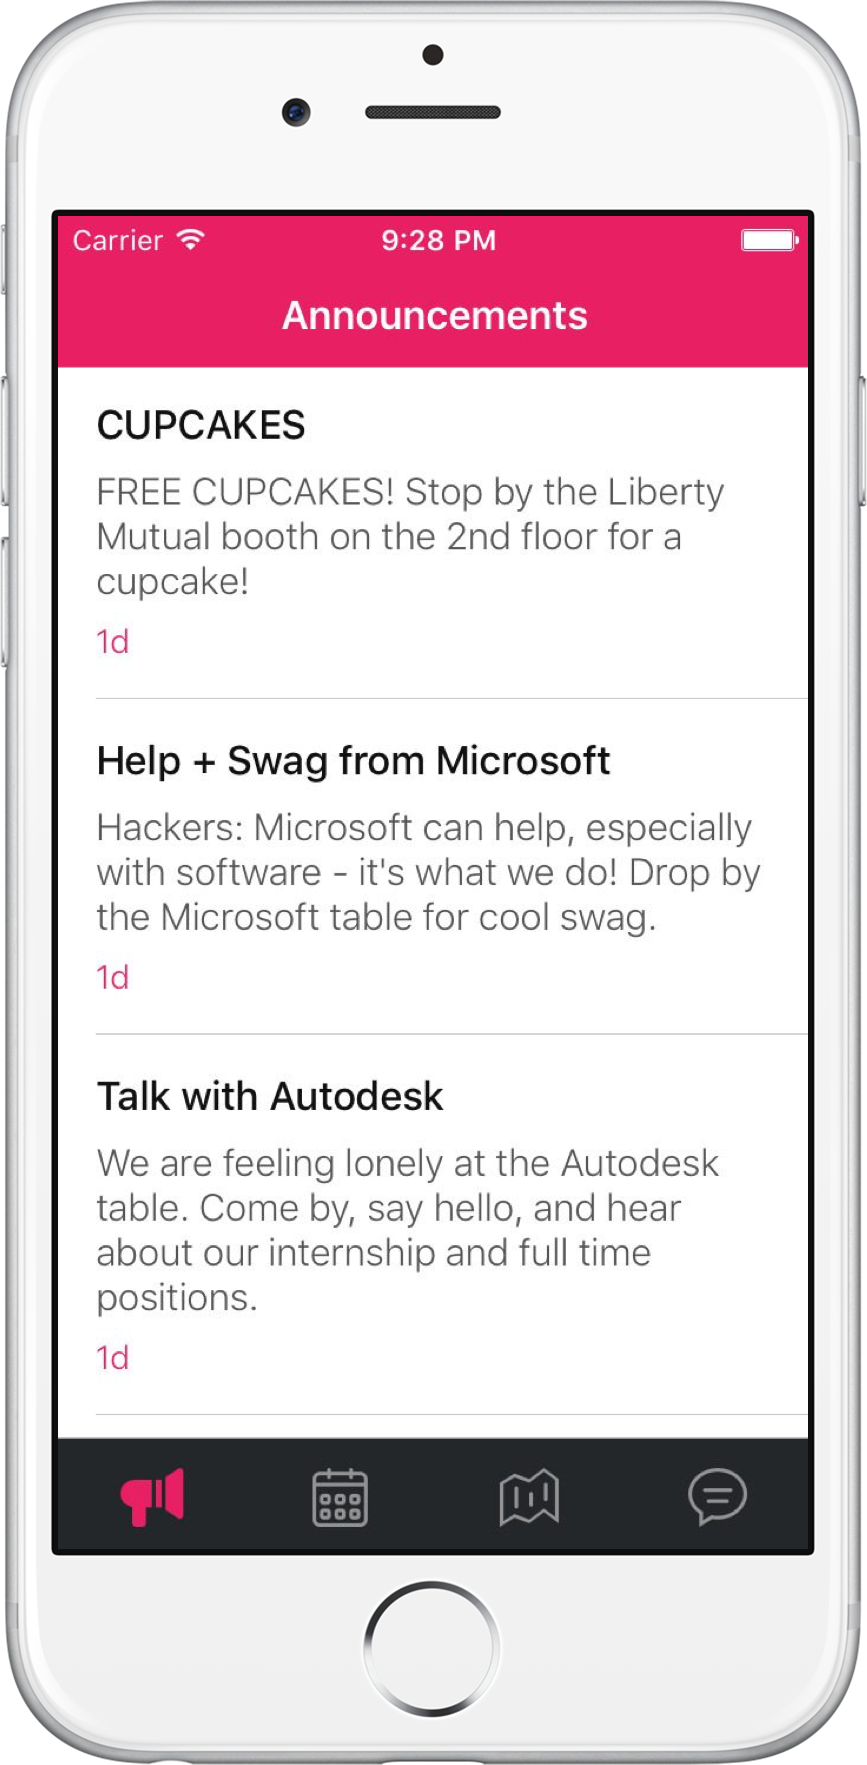 Carrier 9:28 PM
Announcements
CUPCAKES
FREE CUPCAKES! Stop by the Liberty
Mutual booth on the 2nd floor for a
cupcake!
1d
Help + Swag from Microsoft
Hackers: Microsoft can help, especially
with software - it's what we do! Drop by
the Microsoft table for cool swag.
1d
Talk with Autodesk
We are feeling lonely at the Autodesk
table. Come by, say hello, and hear
about our internship and full time
positions.
1d